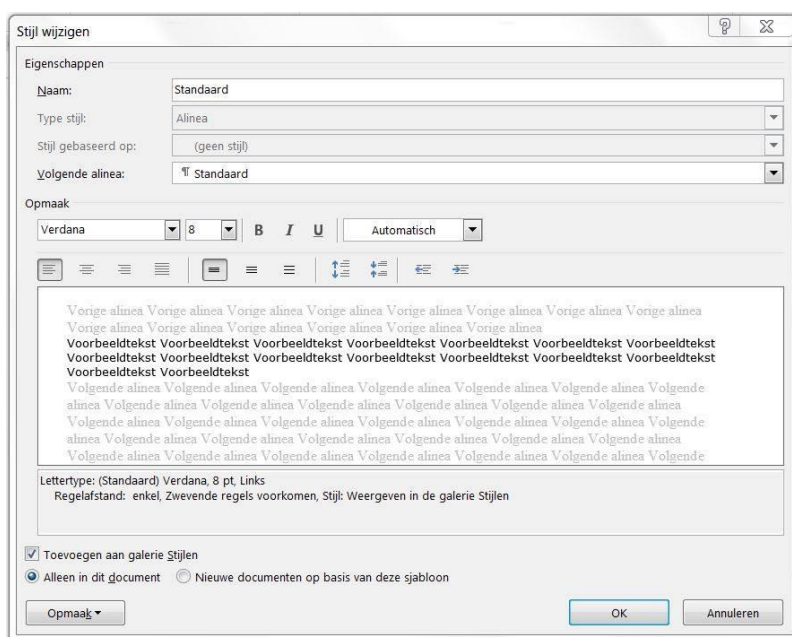 Stijl wijzigen
Eigenschappen
Naam: Standaard
Type stijl: Alinea
Stijl gebaseerd op: (geen stijl)
Volgende alinea: ¶ Standaard
Opmaak
Verdana 8 B I U Automatisch
Vorige alinea Vorige alinea Vorige alinea Vorige alinea Vorige alinea Vorige alinea Vorige alinea Vorige alinea
Vorige alinea Vorige alinea Vorige alinea Vorige alinea Vorige alinea Vorige alinea
Voorbeeldtekst Voorbeeldtekst Voorbeeldtekst Voorbeeldtekst Voorbeeldtekst Voorbeeldtekst Voorbeeldtekst
Voorbeeldtekst Voorbeeldtekst Voorbeeldtekst Voorbeeldtekst Voorbeeldtekst Voorbeeldtekst Voorbeeldtekst
Voorbeeldtekst Voorbeeldtekst
Volgende alinea Volgende alinea Volgende alinea Volgende alinea Volgende alinea Volgende alinea Volgende
alinea Volgende alinea Volgende alinea Volgende alinea Volgende alinea Volgende alinea Volgende alinea
Volgende alinea Volgende alinea Volgende alinea Volgende alinea Volgende alinea Volgende alinea Volgende
alinea Volgende alinea Volgende alinea Volgende alinea Volgende alinea Volgende alinea Volgende alinea
Volgende alinea Volgende alinea Volgende alinea Volgende alinea Volgende alinea Volgende alinea Volgende
Lettertype: (Standaard) Verdana, 8 pt, Links
Regelafstand: enkel, Zwevende regels voorkomen, Stijl: Weergeven in de galerie Stijlen
Toevoegen aan galerie Stijlen
Alleen in dit document Nieuwe documenten op basis van deze sjabloon
Opmaak OK Annuleren